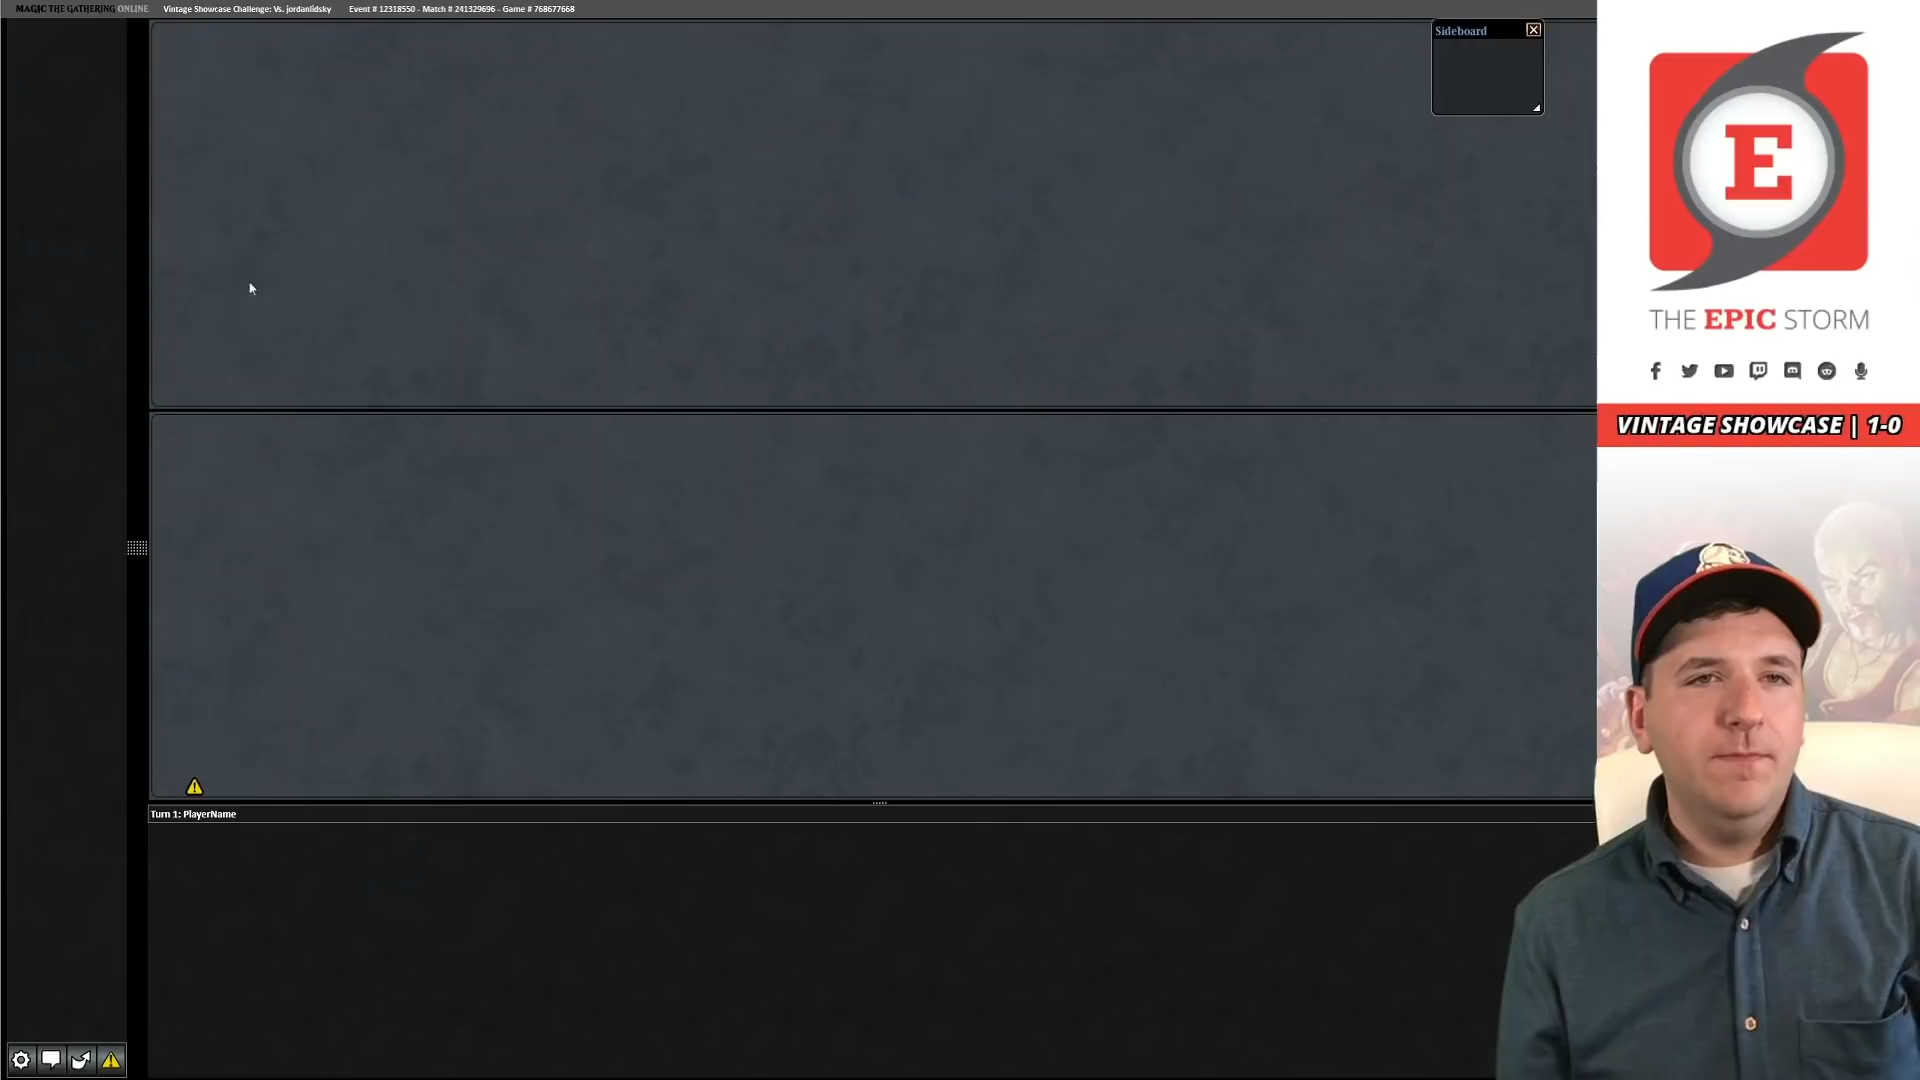 MAGIC THE GATHERING ONLINE
Vintage Showcase Challenge: Vs. jordanlidsky Event # 12318550 - Match # 241329696 - Game # 768677668
Sideboard
E
THE EPIC STORM
VINTAGE SHOWCASE | 1-0
Turn 1: PlayerName